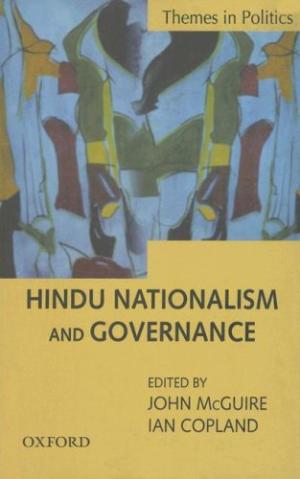 Themes in Politics
HINDU NATIONALISM
AND GOVERNANCE
EDITED BY
JOHN McGUIRE
IAN COPLAND
OXFORD